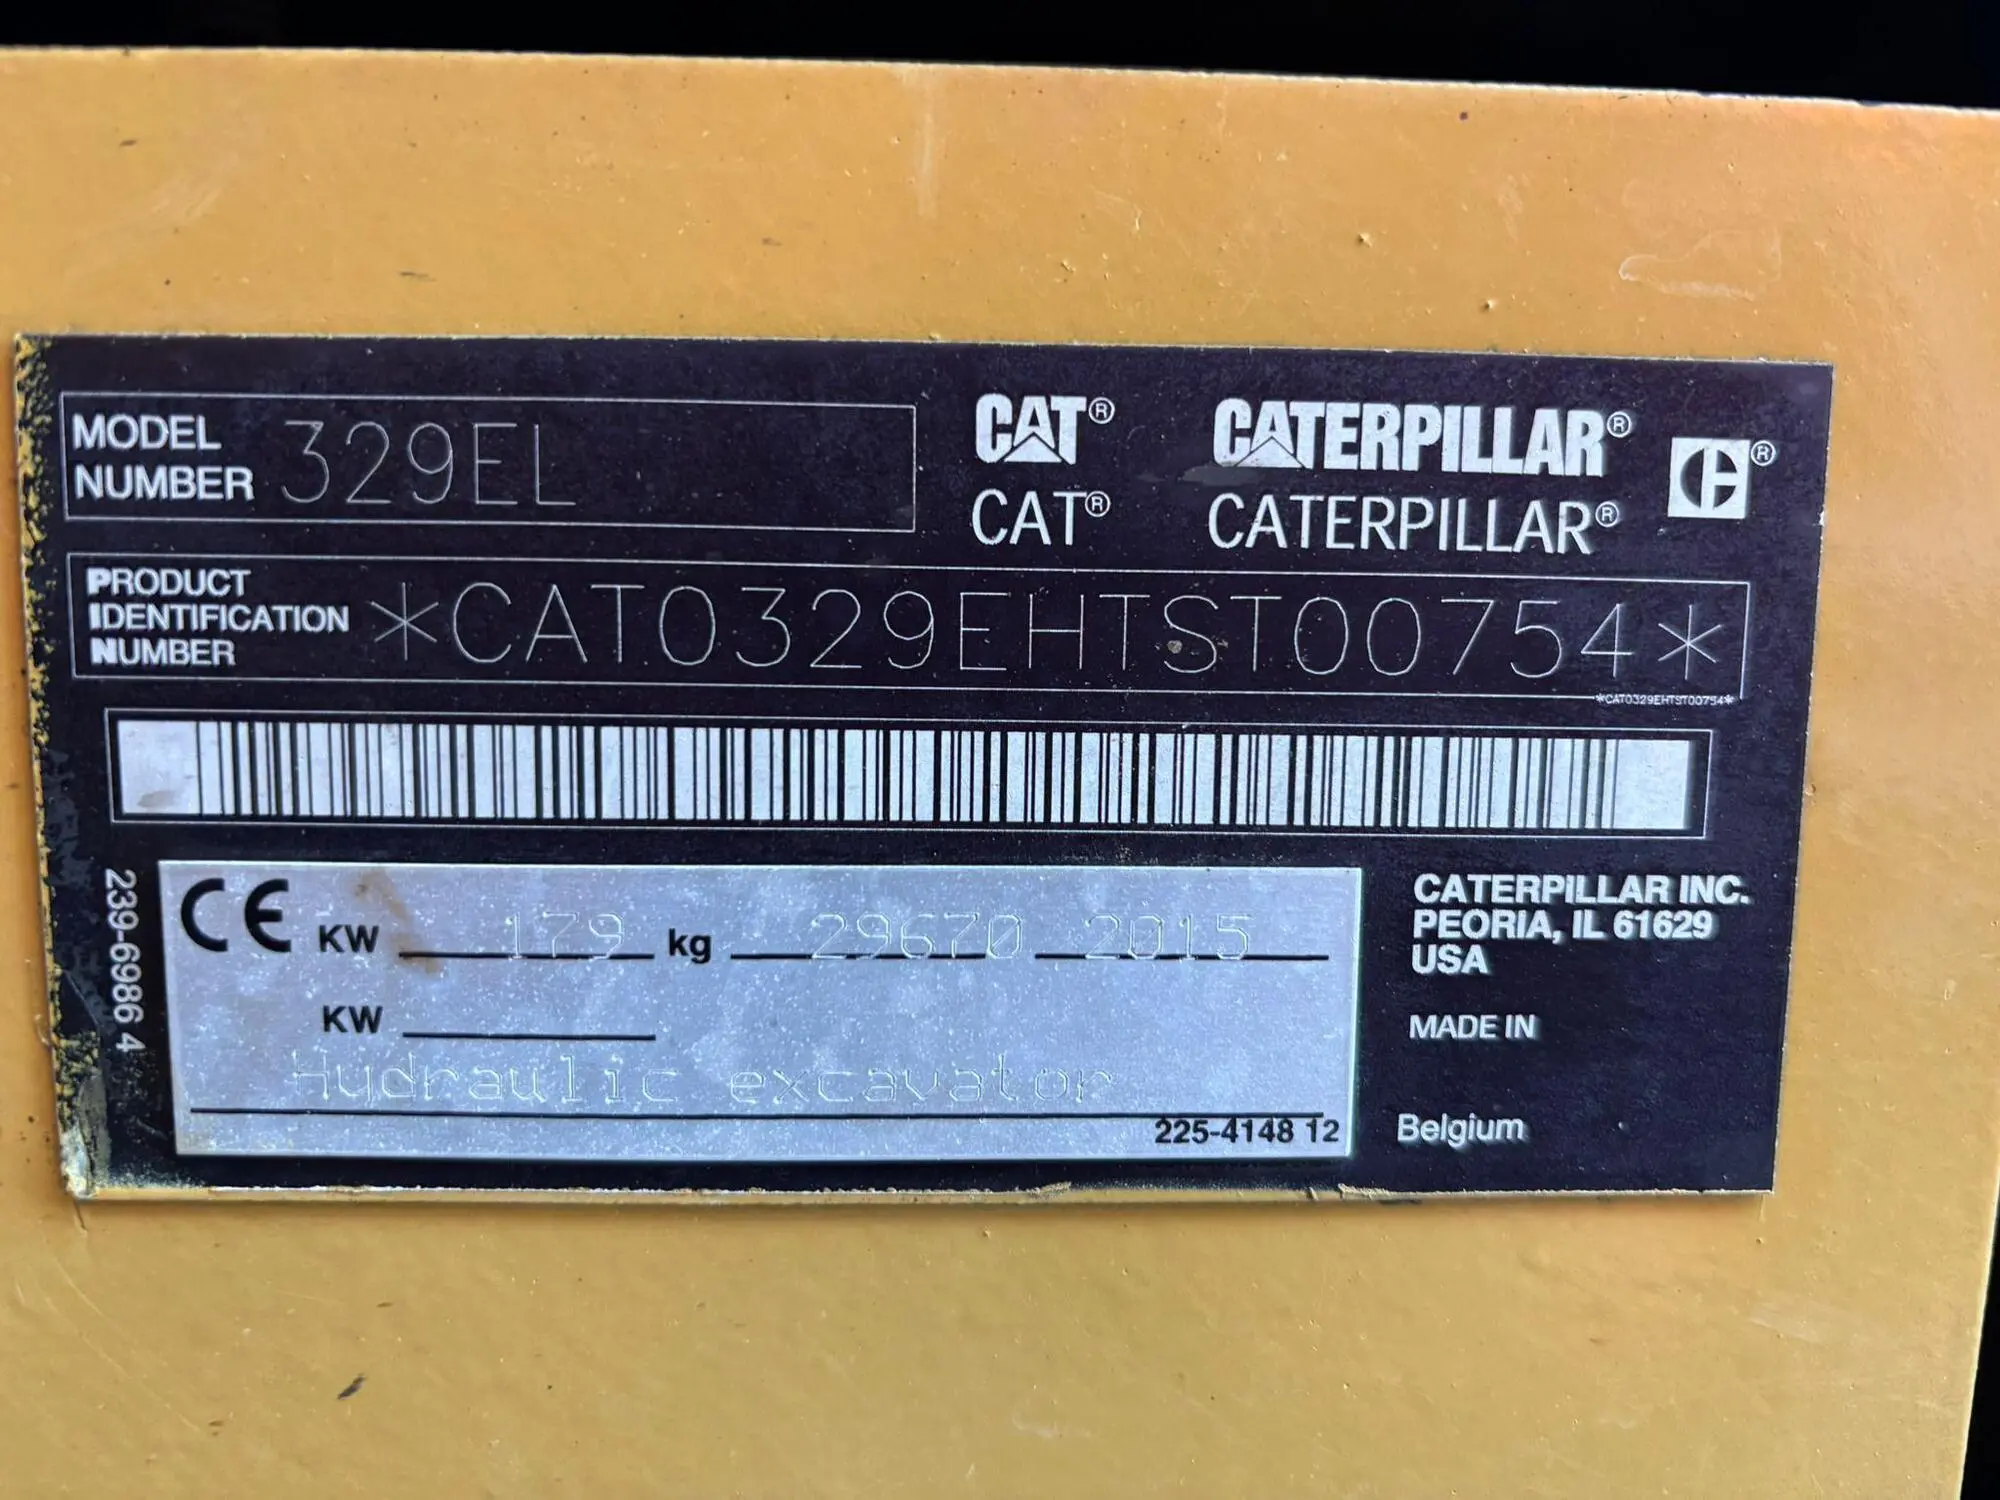 MODEL NUMBER 329EL
CAT® CATERPILLAR®
CAT® CATERPILLAR®
PRODUCT IDENTIFICATION NUMBER *CAT0329EHTST00754*
*CAT0329EHTST00754*
239-6986 4
CE KW 179 kg 29670 2015
KW
Hydraulic excavator
225-4148 12
CATERPILLAR INC.
PEORIA, IL 61629
USA
MADE IN
Belgium